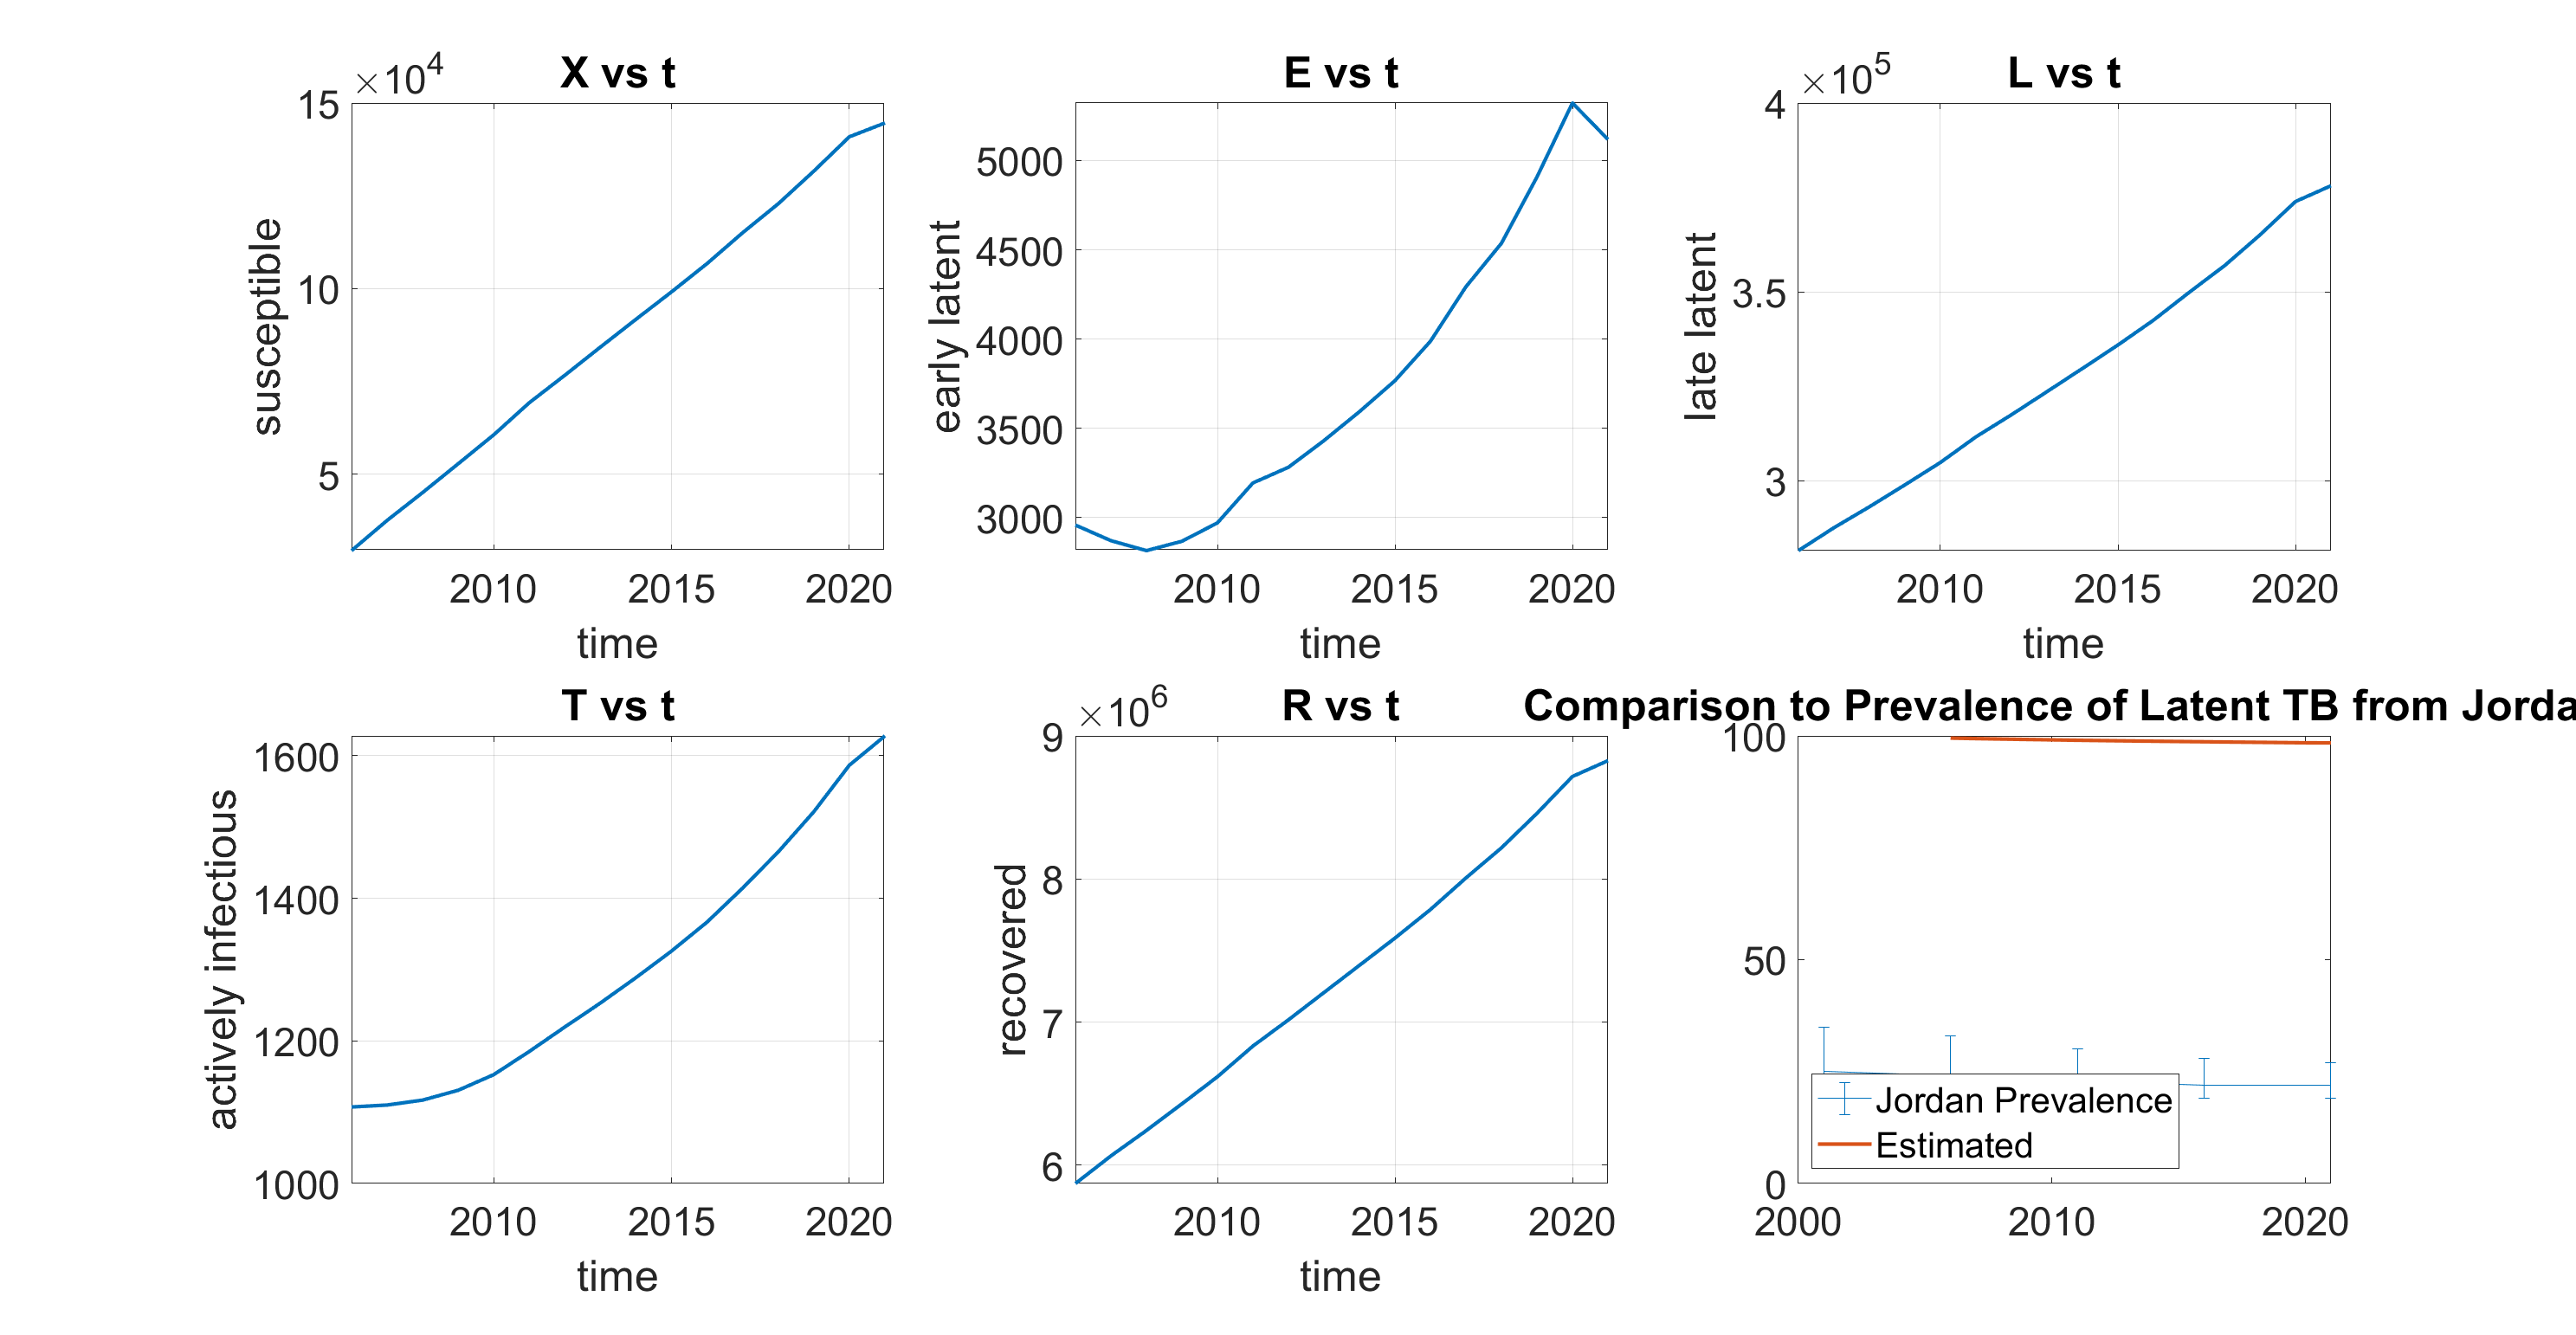 X vs t
×10^4
15
10
5
susceptible
2010 2015 2020
time
E vs t
5000
4500
4000
3500
3000
early latent
2010 2015 2020
time
L vs t
×10^5
4
3.5
3
late latent
2010 2015 2020
time
T vs t
1600
1400
1200
1000
actively infectious
2010 2015 2020
time
R vs t
×10^6
9
8
7
6
recovered
2010 2015 2020
time
Comparison to Prevalence of Latent TB from Jorda
100
50
0
Jordan Prevalence
Estimated
2000 2010 2020